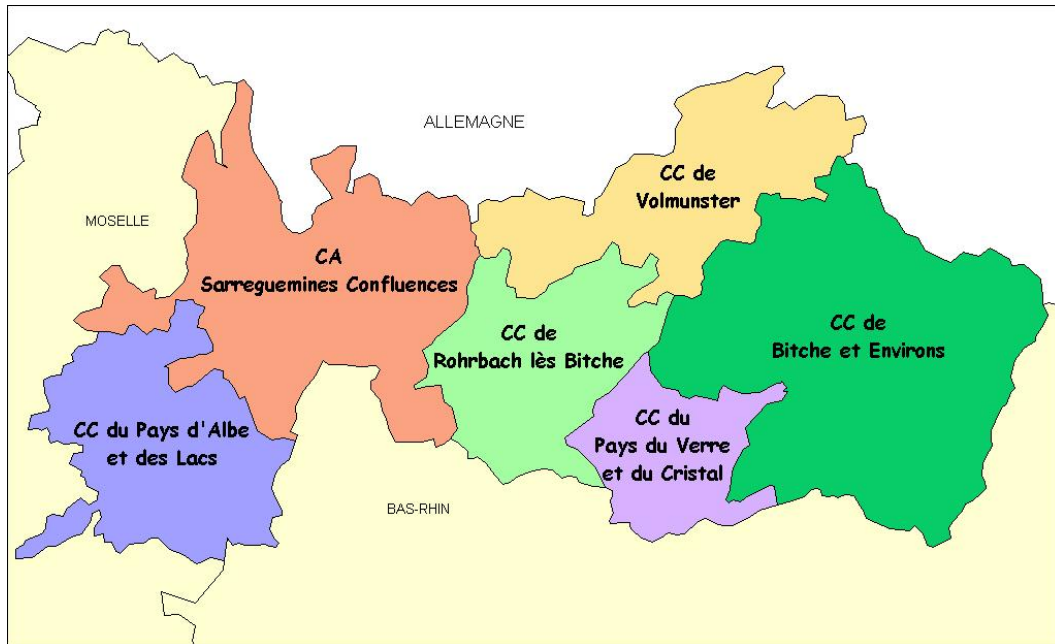 ALLEMAGNE
CC de
Volmunster
MOSELLE
CA
Sarreguemines Confluences
CC de
Rohrbach lès Bitche
CC de
Bitche et Environs
CC du Pays d'Albe
et des Lacs
CC du
Pays du Verre
et du Cristal
BAS-RHIN